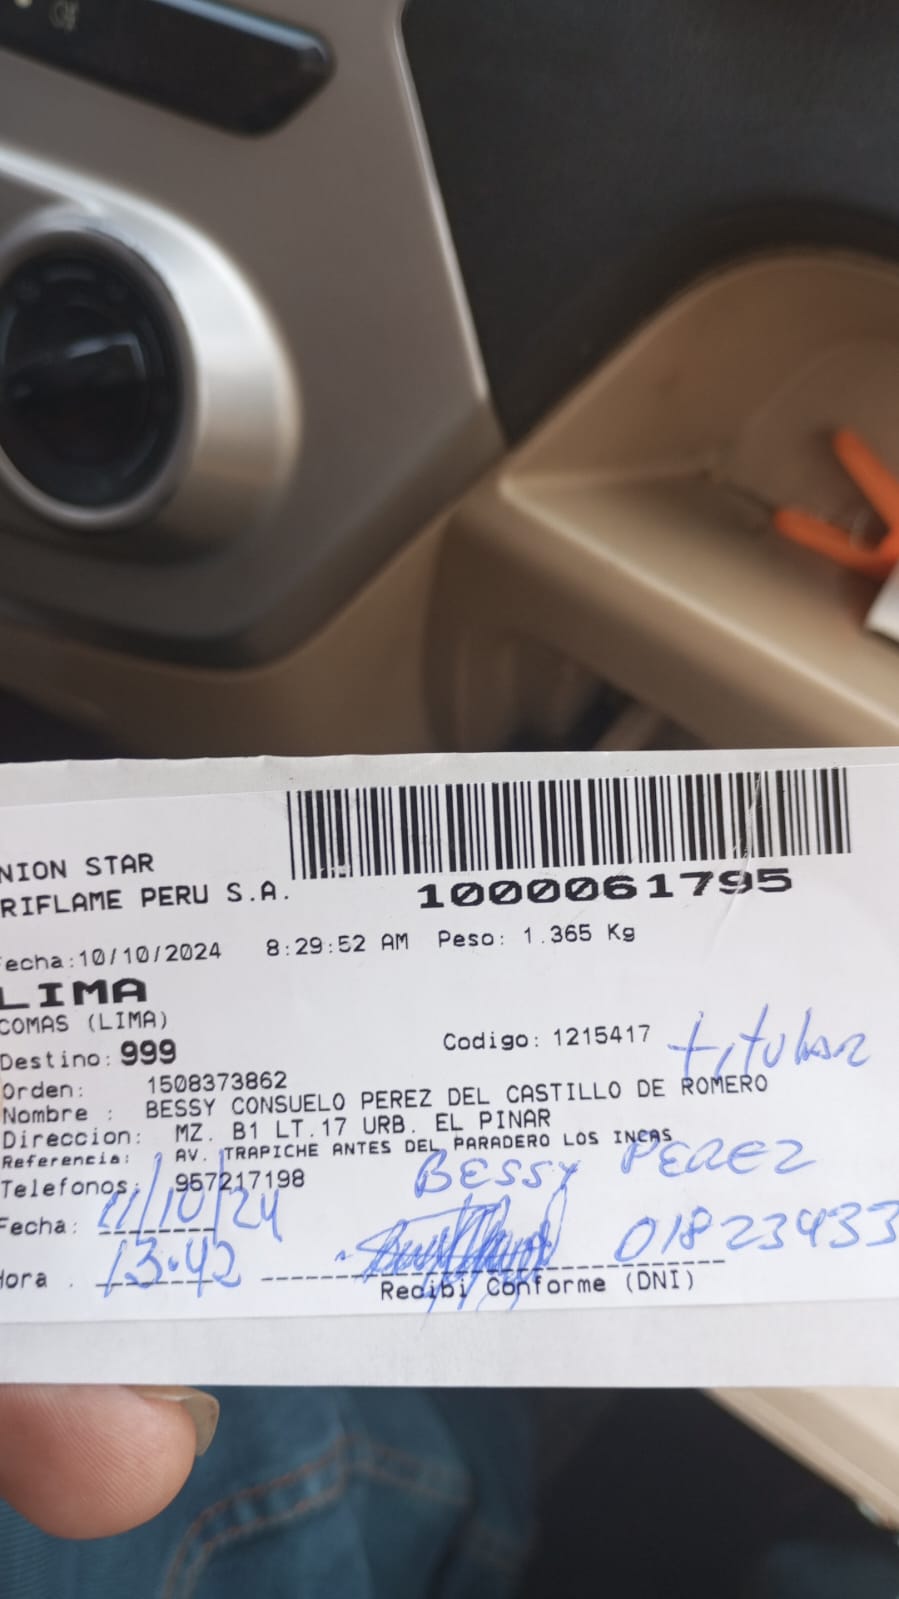 NION STAR
RIFLAME PERU S.A.
1000061795
echa:10/10/2024 8:29:52 AM Peso: 1.365 Kg
LIMA
COMAS (LIMA)
Destino: 999 Codigo: 1215417 titular
Orden: 1508373862
Nombre : BESSY CONSUELO PEREZ DEL CASTILLO DE ROMERO
Direccion: MZ. B1 LT.17 URB. EL PINAR
Referencia: AV. TRAPICHE ANTES DEL PARADERO LOS INCAS
Telefonos: 957217198 BESSY PEREZ
Fecha: 11/10/24
Hora . 13:42 01823433
Recibi Conforme (DNI)